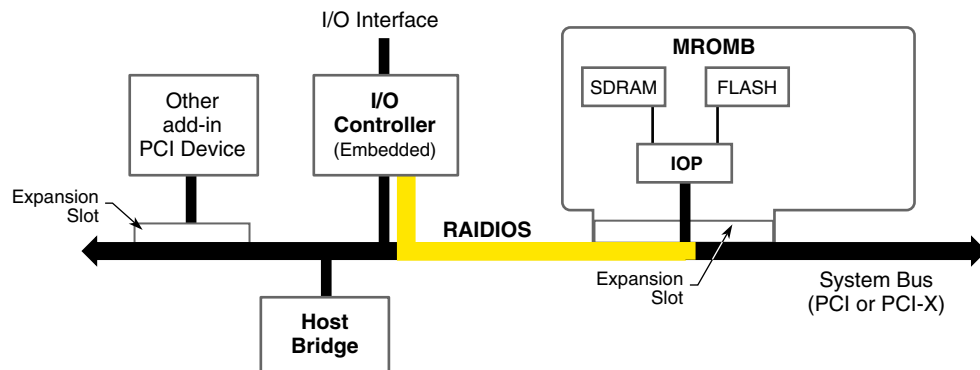 I/O Interface
MROMB
SDRAM
FLASH
IOP
Other
add-in
PCI Device
I/O
Controller
(Embedded)
Expansion
Slot
RAIDIOS
Expansion
Slot
System Bus
(PCI or PCI-X)
Host
Bridge